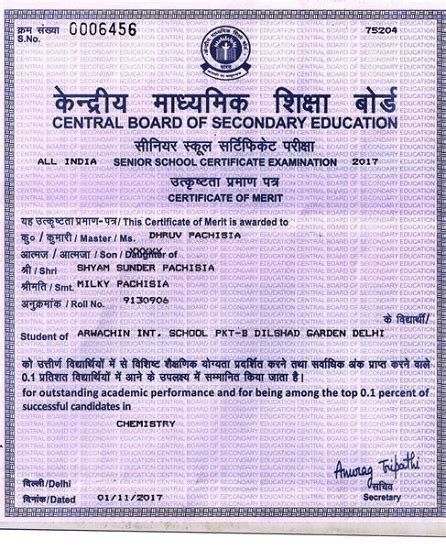 क्रम संख्या 0006456 75204
S.No.
केन्द्रीय माध्यमिक शिक्षा बोर्ड
CENTRAL BOARD OF SECONDARY EDUCATION
सीनियर स्कूल सर्टिफिकेट परीक्षा
ALL INDIA SENIOR SCHOOL CERTIFICATE EXAMINATION 2017
उत्कृष्टता प्रमाण पत्र
CERTIFICATE OF MERIT
यह उत्कृष्टता प्रमाण-पत्र/ This Certificate of Merit is awarded to
कु० / कुमारी / Master / Ms. DHRUV PACHISIA
आत्मज / आत्मजा / Son / Daughter of
श्री / Shri SHYAM SUNDER PACHISIA
श्रीमति / Smt. MILKY PACHISIA
अनुक्रमांक / Roll No. 9130906
के विद्यार्थी/
Student of ARWACHIN INT. SCHOOL PKT-B DILSHAD GARDEN DELHI
को उत्तीर्ण विद्यार्थियों में से विशिष्ट शैक्षणिक योग्यता प्रदर्शित करने तथा सर्वाधिक अंक प्राप्त करने वाले
0.1 प्रतिशत विद्यार्थियों में आने के उपलक्ष्य में सम्मानित किया जाता है।
for outstanding academic performance and for being among the top 0.1 percent of
successful candidates in
CHEMISTRY
Anurag Tripathi
दिल्ली/Delhi सचिव
दिनांक/Dated 01/11/2017 Secretary